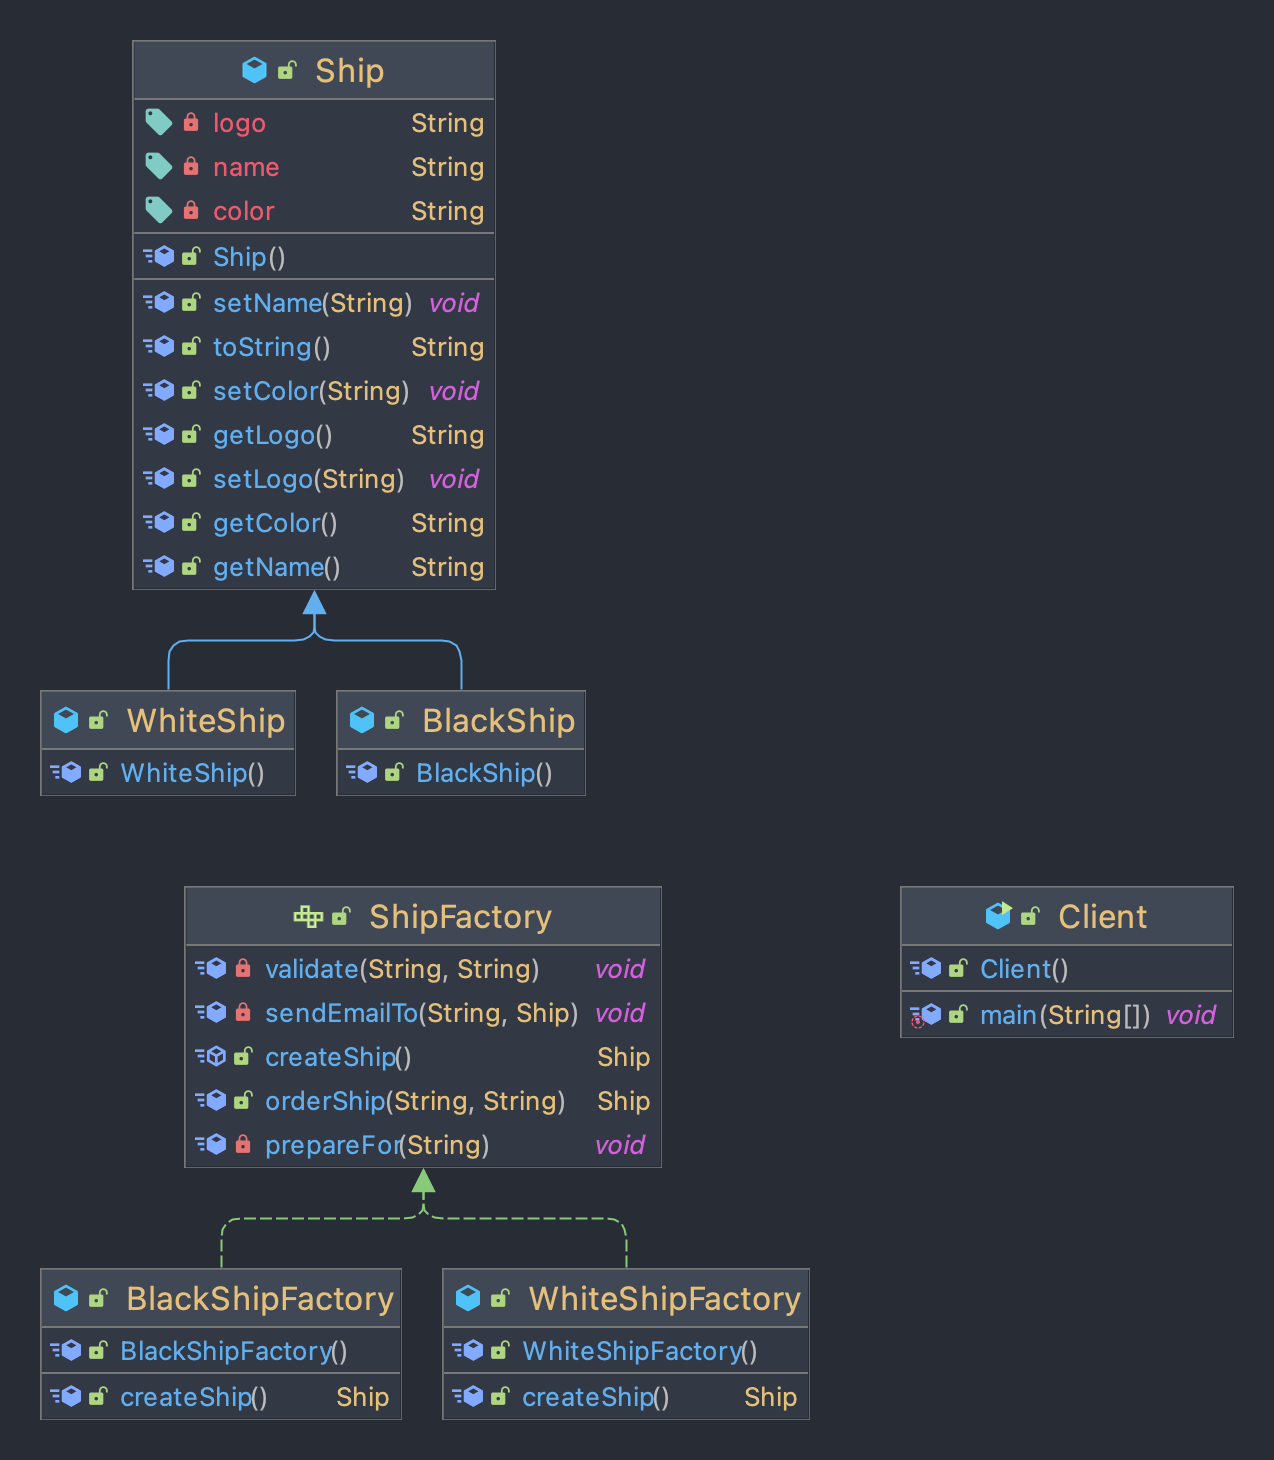 Ship
logo String
name String
color String
Ship()
setName(String) void
toString() String
setColor(String) void
getLogo() String
setLogo(String) void
getColor() String
getName() String
WhiteShip
WhiteShip()
BlackShip
BlackShip()
ShipFactory
validate(String, String) void
sendEmailTo(String, Ship) void
createShip() Ship
orderShip(String, String) Ship
prepareFor(String) void
Client
Client()
main(String[]) void
BlackShipFactory
BlackShipFactory()
createShip() Ship
WhiteShipFactory
WhiteShipFactory()
createShip() Ship